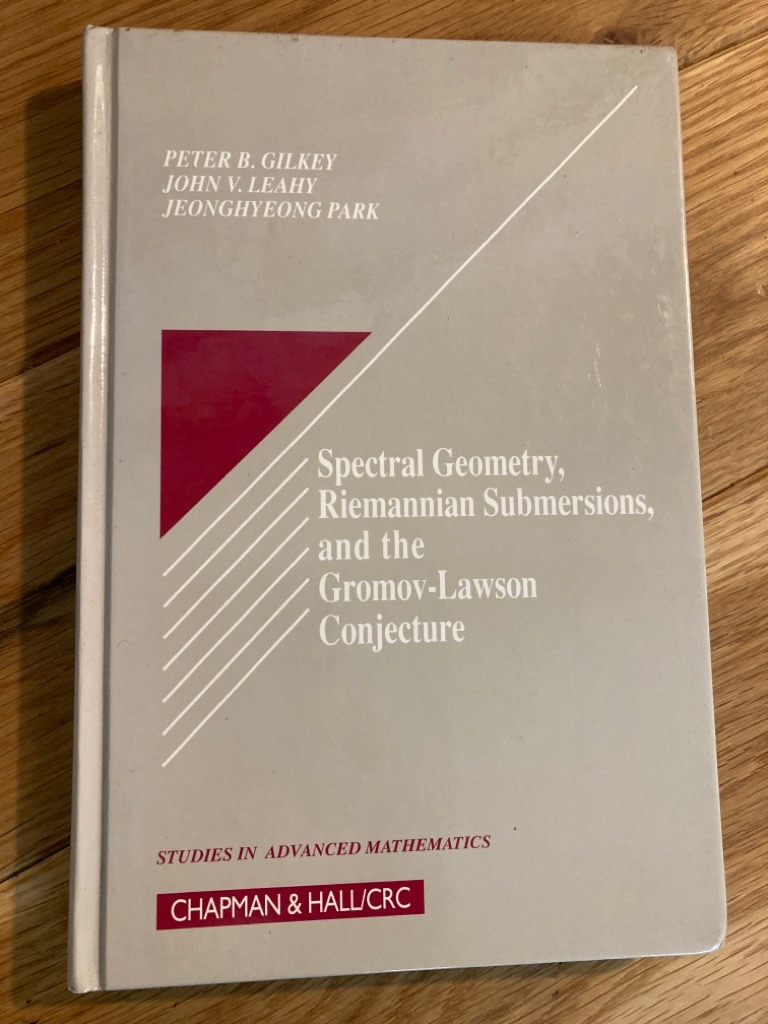 PETER B. GILKEY
JOHN V. LEAHY
JEONGHYEONG PARK
Spectral Geometry,
Riemannian Submersions,
and the
Gromov-Lawson
Conjecture
STUDIES IN ADVANCED MATHEMATICS
CHAPMAN & HALL/CRC